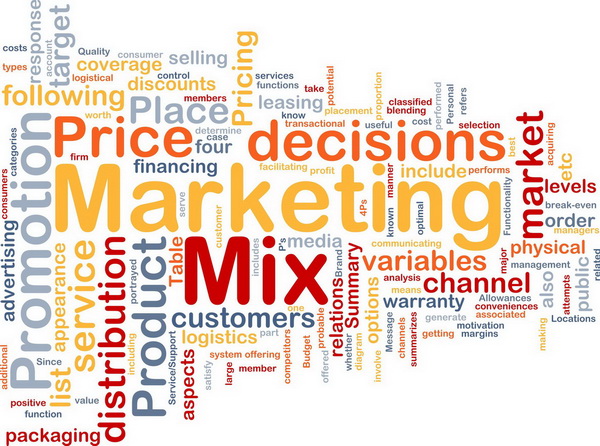 costs
response
target
Quality
consumer
selling
types
account
coverage
logistical
control
discounts
Pricing
services
functions
take
potential
following
members
worth
Place
leasing
know
placement
proportion
classified
blending
performed
Personal
refers
Promotion
categories
consumers
Price
determine
case
four
transactional
useful
cost
selection
decisions
firm
financing
facilitating
profit
include
performs
best
acquiring
etc
market
levels
Marketing
serve
customer
4Ps
known
optimal
manner
Functionality
break-even
order
managers
advertising
appearance
service
distribution
portrayed
Product
Table
Mix
includes
P's
media
communicating
variables
major
physical
management
related
public
Summary
Brand
relations
analysis
means
channel
also
attempts
options
warranty
Allowances
conveniences
associated
Locations
customers
one
probable
offered
whether
diagram
involve
Message
channels
summarizes
generate
getting
motivation
margins
making
logistics
part
system offering
competitors
Budget
additional
list
Since
including
Service/Support
aspects
satisfy
large
member
positive
value
function
packaging